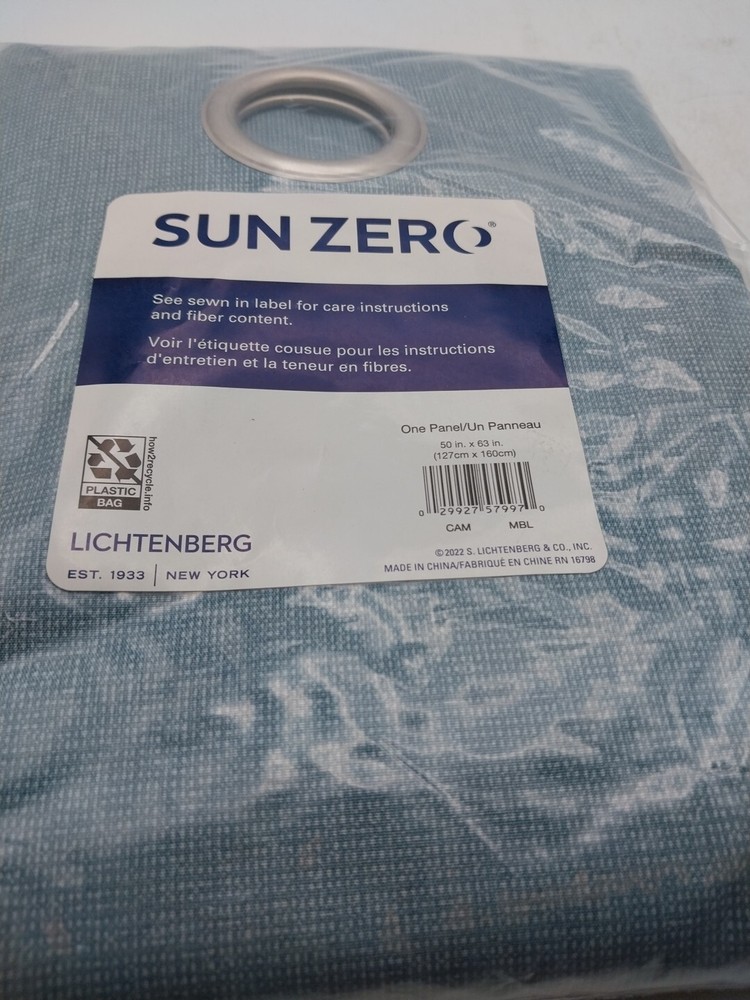 SUN ZERO®
See sewn in label for care instructions
and fiber content.
Voir l'étiquette cousue pour les instructions
d'entretien et la teneur en fibres.
how2recycle.info
PLASTIC
BAG
One Panel/Un Panneau
50 in. x 63 in.
(127cm x 160cm)
0 29927 57997 0
CAM MBL
LICHTENBERG
EST. 1933 | NEW YORK
©2022 S. LICHTENBERG & CO., INC.
MADE IN CHINA/FABRIQUÉ EN CHINE RN 16798